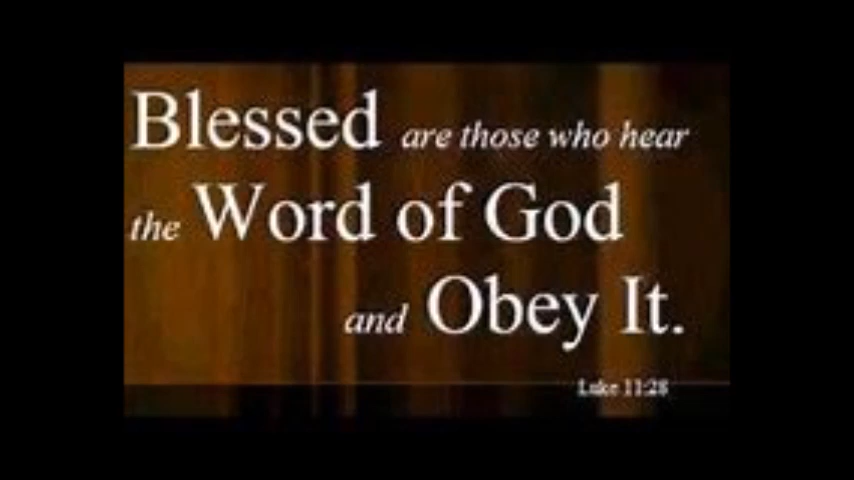 Blessed are those who hear
the Word of God
and Obey It.
Luke 11:28